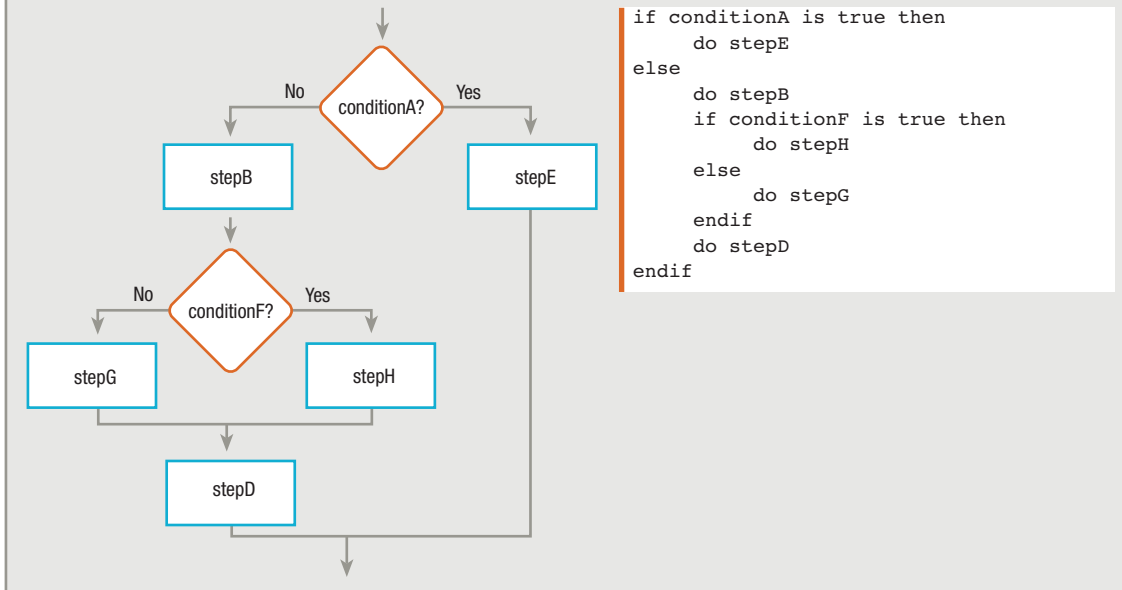 conditionA?
No
Yes
stepB
stepE
conditionF?
No
Yes
stepG
stepH
stepD
if conditionA is true then
do stepE
else
do stepB
if conditionF is true then
do stepH
else
do stepG
endif
do stepD
endif